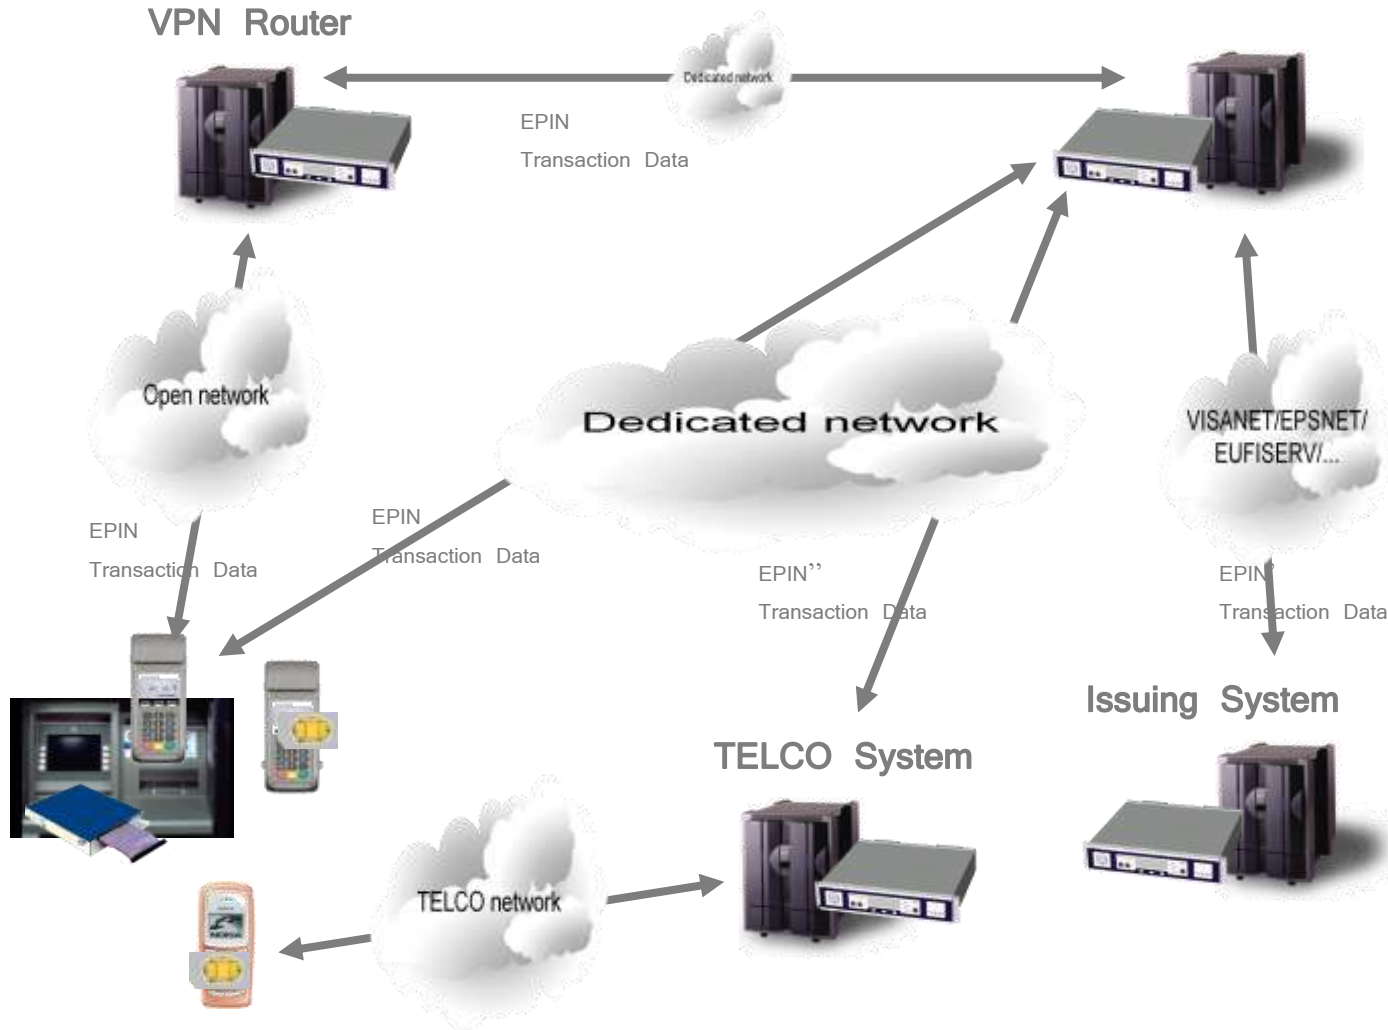 VPN Router
Dedicated network
EPIN
Transaction Data
Open network
Dedicated network
VISANET/EPSNET/
EUFISERV/...
EPIN
Transaction Data
EPIN
Transaction Data
EPIN’’
Transaction Data
EPIN’
Transaction Data
Issuing System
TELCO System
TELCO network
NOKIA